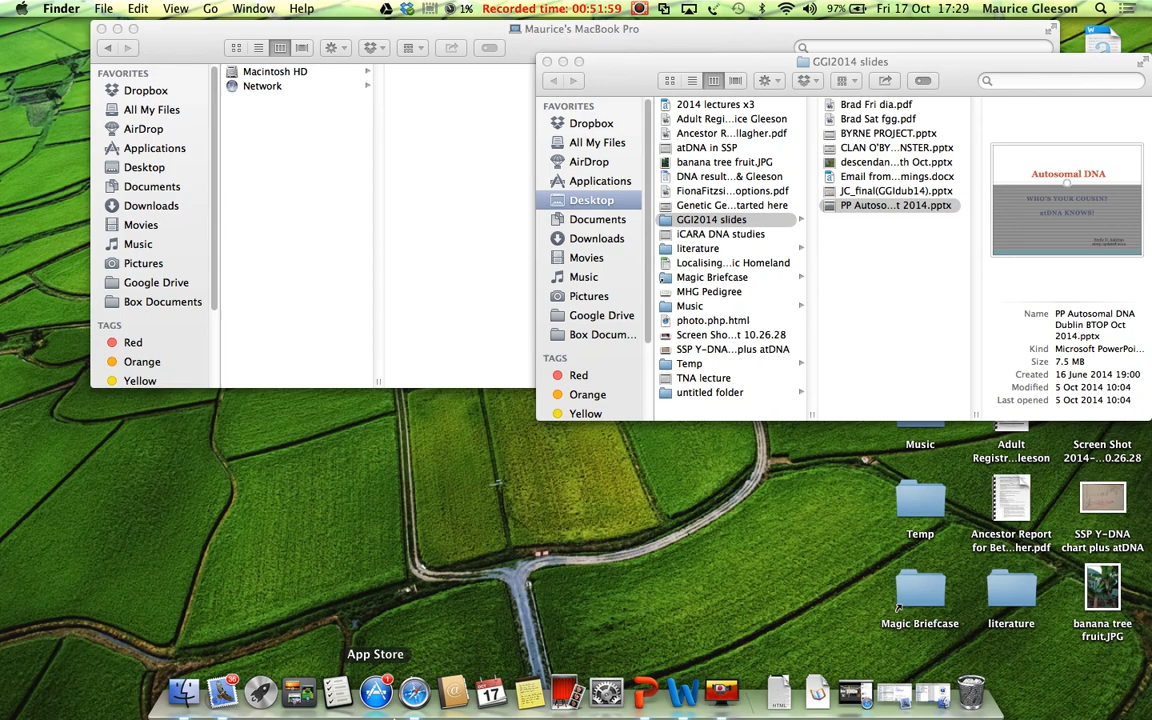 Finder File Edit View Go Window Help
1% Recorded time: 00:51:59 97% Fri 17 Oct 17:29 Maurice Gleeson
Maurice's MacBook Pro
FAVORITES
Dropbox
All My Files
AirDrop
Applications
Desktop
Documents
Downloads
Movies
Music
Pictures
Google Drive
Box Documents
TAGS
Red
Orange
Yellow
Macintosh HD
Network
GGI2014 slides
FAVORITES
Dropbox
All My Files
AirDrop
Applications
Desktop
Documents
Downloads
Movies
Music
Pictures
Google Drive
Box Docum...
TAGS
Red
Orange
Yellow
2014 lectures x3
Adult Regi...ice Gleeson
Ancestor R...llagher.pdf
atDNA in SSP
banana tree fruit.JPG
DNA result...& Gleeson
FionaFitzsi...options.pdf
Genetic Ge...tarted here
GGI2014 slides
iCARA DNA studies
literature
Localising...ic Homeland
Magic Briefcase
MHG Pedigree
Music
photo.php.html
Screen Sho...t 10.26.28
SSP Y-DNA...plus atDNA
Temp
TNA lecture
untitled folder
Brad Fri dia.pdf
Brad Sat fgg.pdf
BYRNE PROJECT.pptx
CLAN O'BY...NSTER.pptx
descendan...th Oct.pptx
Email from...mings.docx
JC_final(GGIdub14).pptx
PP Autoso...t 2014.pptx
Autosomal DNA
WHO'S YOUR COUSIN?
atDNA KNOWS!
Name PP Autosomal DNA
Dublin BTOP Oct
2014.pptx
Kind Microsoft PowerPoi...
Size 7.5 MB
Created 16 June 2014 19:00
Modified 5 Oct 2014 10:04
Last opened 5 Oct 2014 10:04
Music
Adult
Registr...leeson
Screen Shot
2014-...0.26.28
Temp
Ancestor Report
for Bet...her.pdf
SSP Y-DNA
chart plus atDNA
Magic Briefcase
literature
banana tree
fruit.JPG
App Store
36
1
OCT
17
HTML